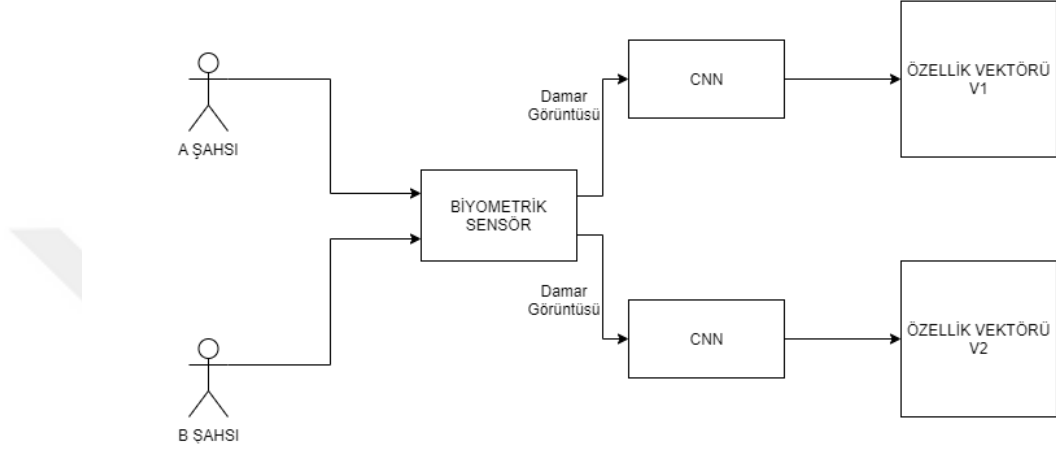 A ŞAHSI
BİYOMETRİK
SENSÖR
Damar
Görüntüsü
CNN
ÖZELLİK VEKTÖRÜ
V1
B ŞAHSI
Damar
Görüntüsü
CNN
ÖZELLİK VEKTÖRÜ
V2